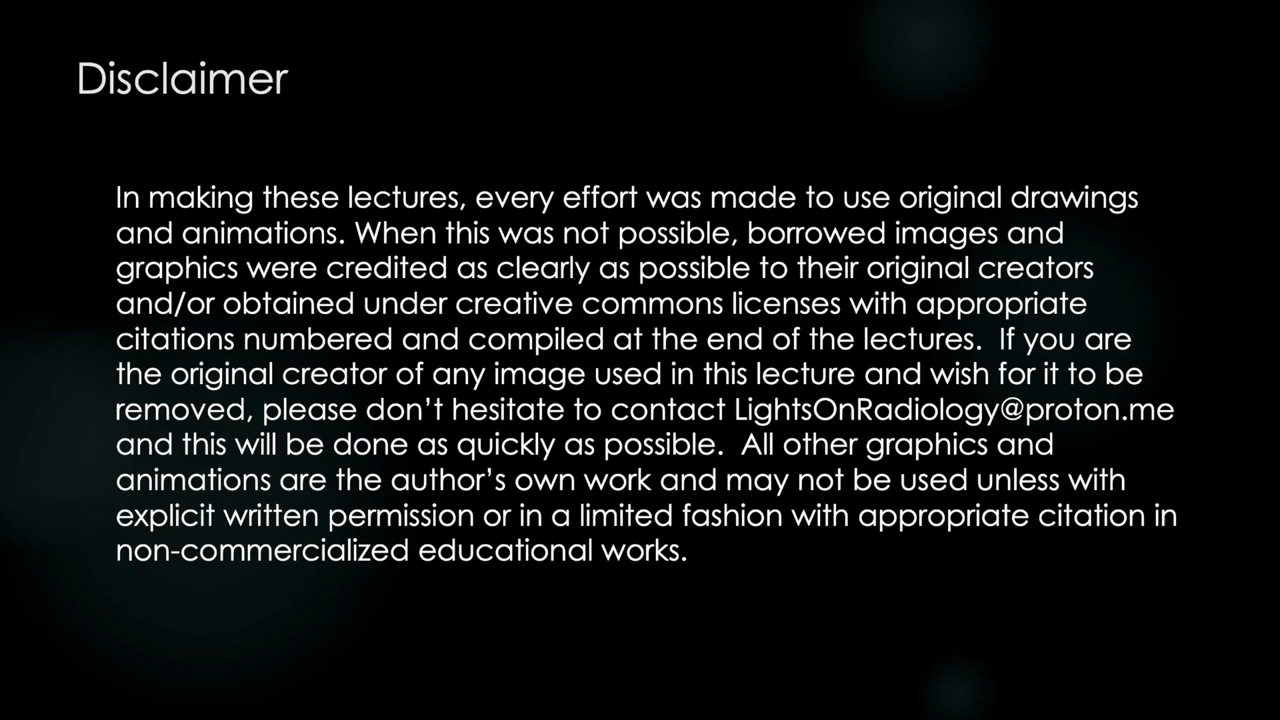 Disclaimer
In making these lectures, every effort was made to use original drawings
and animations. When this was not possible, borrowed images and
graphics were credited as clearly as possible to their original creators
and/or obtained under creative commons licenses with appropriate
citations numbered and compiled at the end of the lectures.  If you are
the original creator of any image used in this lecture and wish for it to be
removed, please don’t hesitate to contact LightsOnRadiology@proton.me
and this will be done as quickly as possible.  All other graphics and
animations are the author’s own work and may not be used unless with
explicit written permission or in a limited fashion with appropriate citation in
non-commercialized educational works.